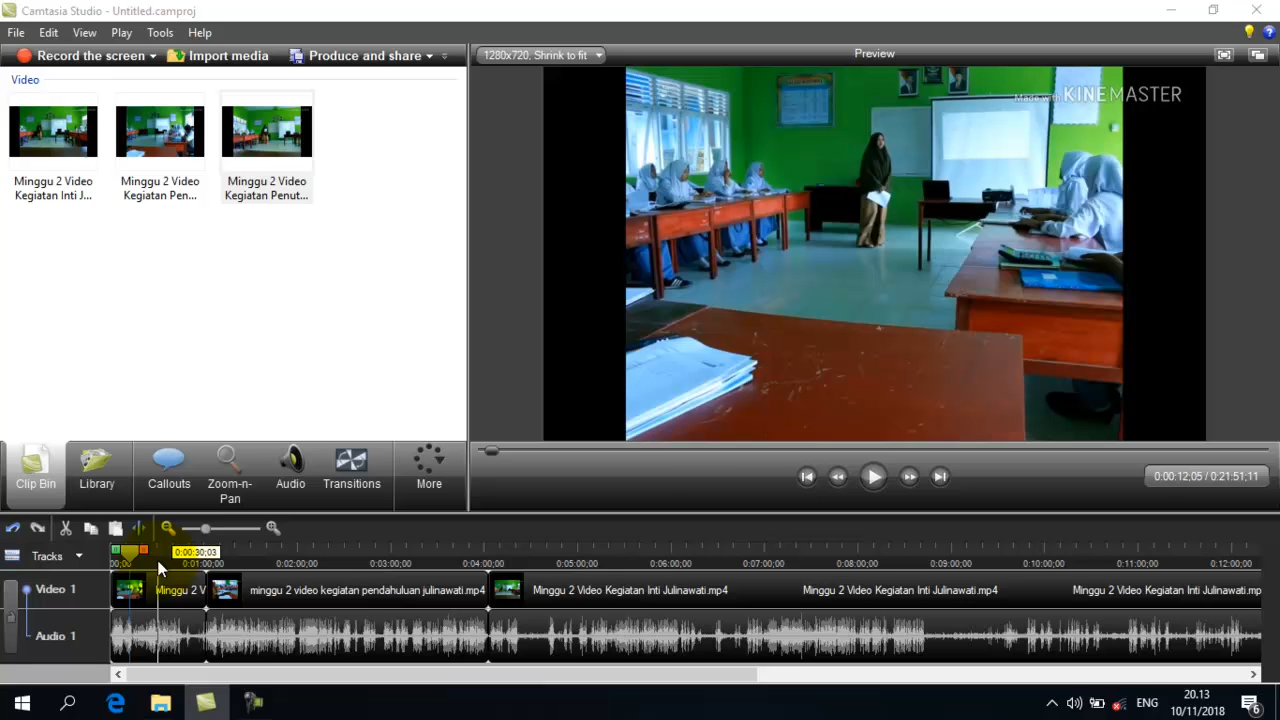 Camtasia Studio - Untitled.camproj
File Edit View Play Tools Help
Record the screen Import media Produce and share
1280x720, Shrink to fit
Preview
Video
Made with KINEMASTER
Minggu 2 Video
Kegiatan Inti J...
Minggu 2 Video
Kegiatan Pen...
Minggu 2 Video
Kegiatan Penut...
Clip Bin
Library
Callouts
Zoom-n-
Pan
Audio
Transitions
More
0:00:12;05 / 0:21:51;11
Tracks
0:00:30;03
00;00 0:01:00;00 0:02:00;00 0:03:00;00 0:04:00;00 0:05:00;00 0:06:00;00 0:07:00;00 0:08:00;00 0:09:00;00 0:10:00;00 0:11:00;00 0:12:00;00
Video 1
Minggu 2 V
minggu 2 video kegiatan pendahuluan julinawati.mp4
Minggu 2 Video Kegiatan Inti Julinawati.mp4
Minggu 2 Video Kegiatan Inti Julinawati.mp4
Minggu 2 Video Kegiatan Inti Julinawati.mp
Audio 1
ENG
20.13
10/11/2018
6